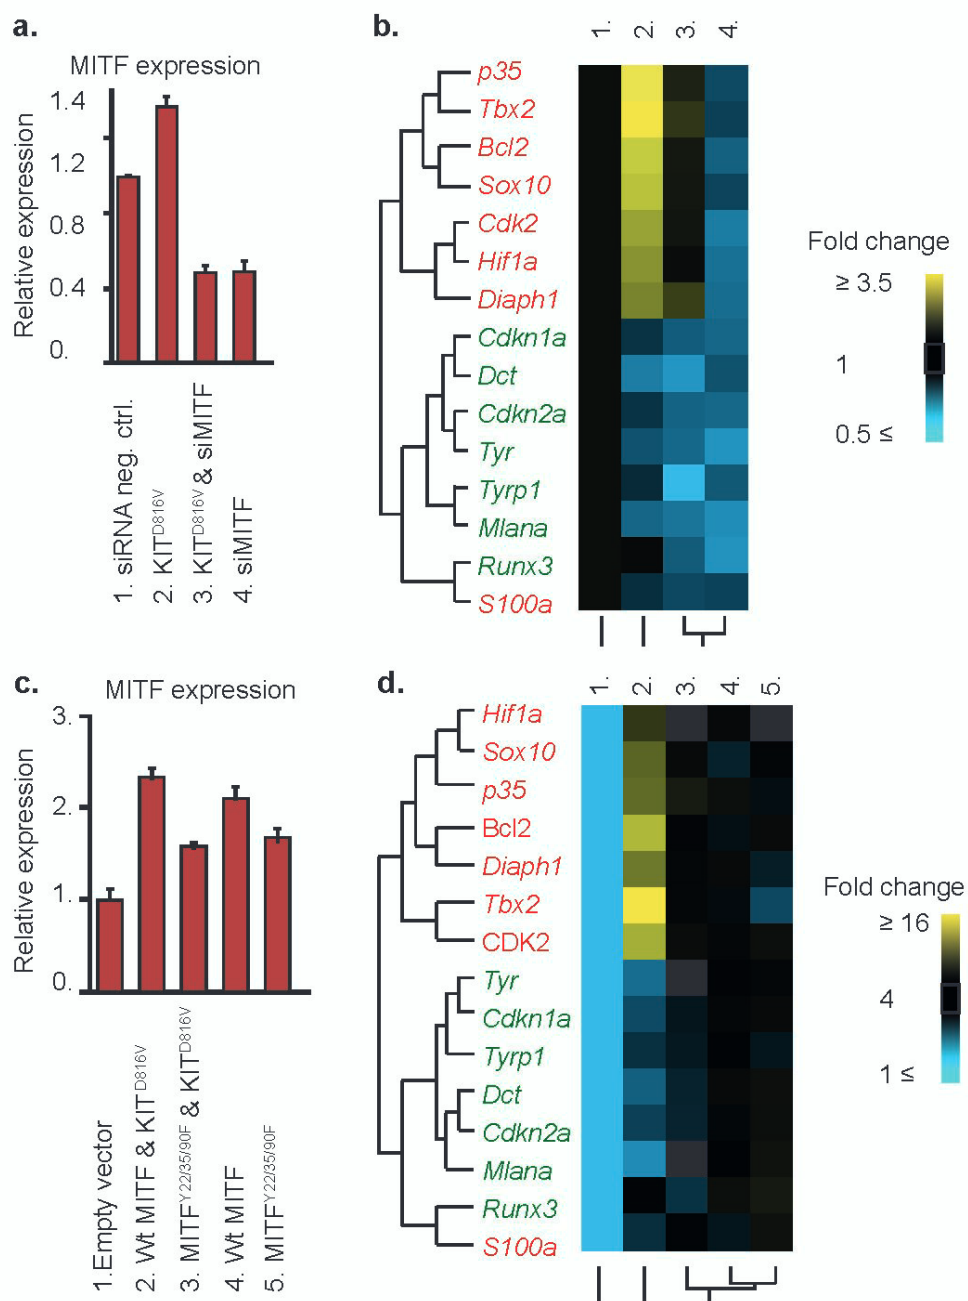 a.
MITF expression
Relative expression
1.4
1.2
0.8
0.4
0.
1. siRNA neg. ctrl.
2. KITD816V
3. KITD816V & siMITF
4. siMITF
b.
1. 2. 3. 4.
p35
Tbx2
Bcl2
Sox10
Cdk2
Hif1a
Diaph1
Cdkn1a
Dct
Cdkn2a
Tyr
Tyrp1
Mlana
Runx3
S100a
Fold change
≥ 3.5
1
0.5 ≤
c.
MITF expression
Relative expression
3.
2.
1.
0.
1.Empty vector
2. Wt MITF & KITD816V
3. MITFY22/35/90F & KITD816V
4. Wt MITF
5. MITFY22/35/90F
d.
1. 2. 3. 4. 5.
Hif1a
Sox10
p35
Bcl2
Diaph1
Tbx2
CDK2
Tyr
Cdkn1a
Tyrp1
Dct
Cdkn2a
Mlana
Runx3
S100a
Fold change
≥ 16
4
1 ≤